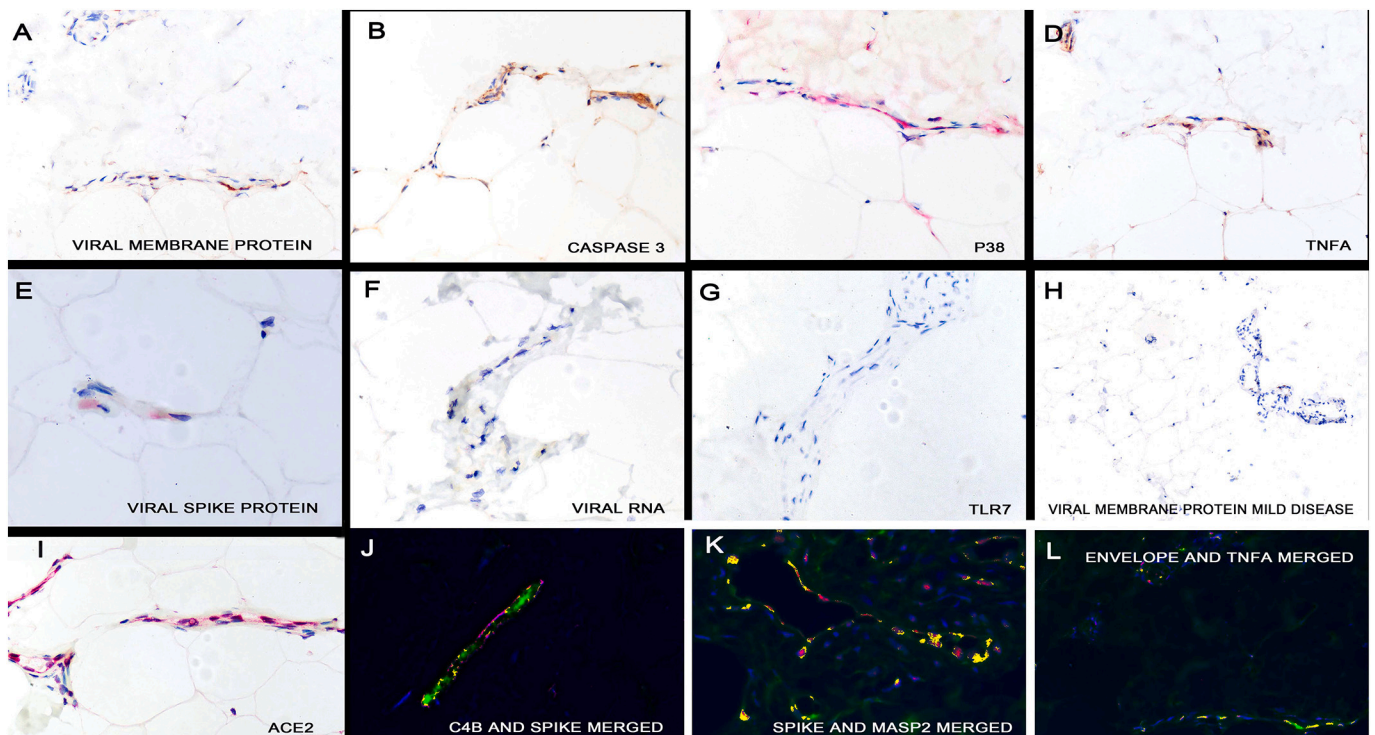 A
VIRAL MEMBRANE PROTEIN
B
CASPASE 3
P38
D
TNFA
E
VIRAL SPIKE PROTEIN
F
VIRAL RNA
G
TLR7
H
VIRAL MEMBRANE PROTEIN MILD DISEASE
I
ACE2
J
C4B AND SPIKE MERGED
K
SPIKE AND MASP2 MERGED
L
ENVELOPE AND TNFA MERGED